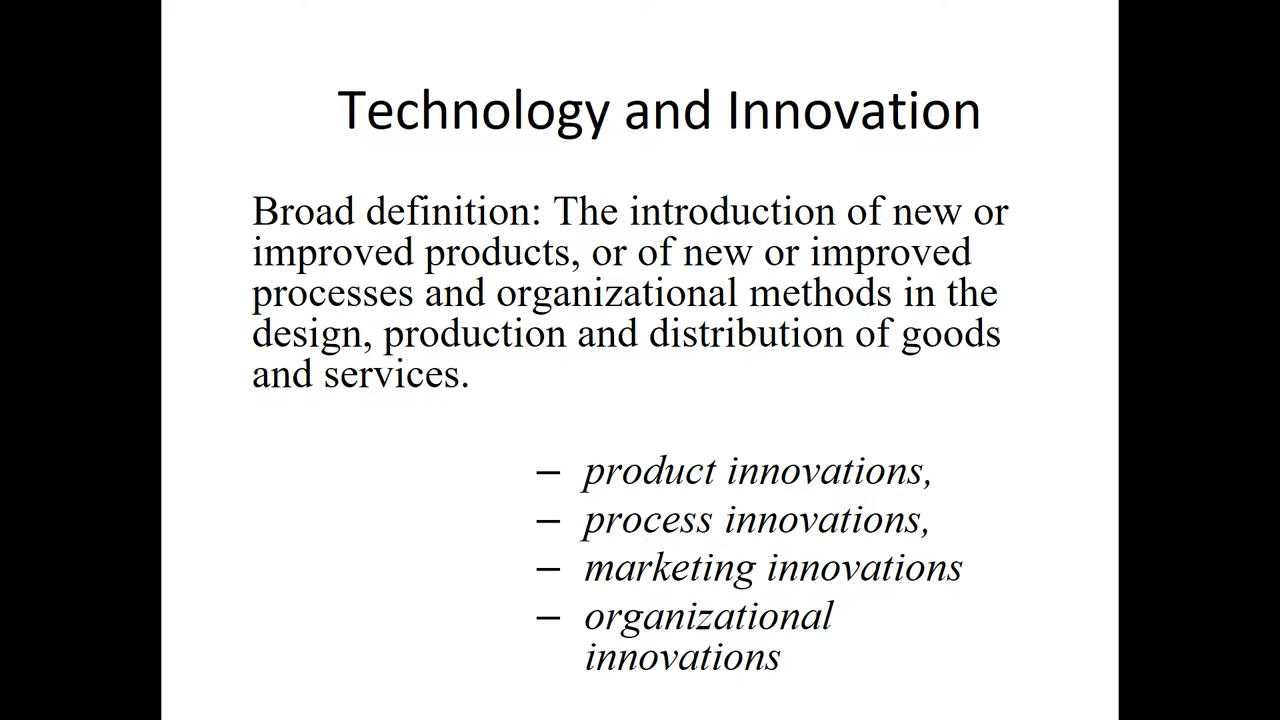 Technology and Innovation
Broad definition: The introduction of new or
improved products, or of new or improved
processes and organizational methods in the
design, production and distribution of goods
and services.
– product innovations,
– process innovations,
– marketing innovations
– organizational
innovations